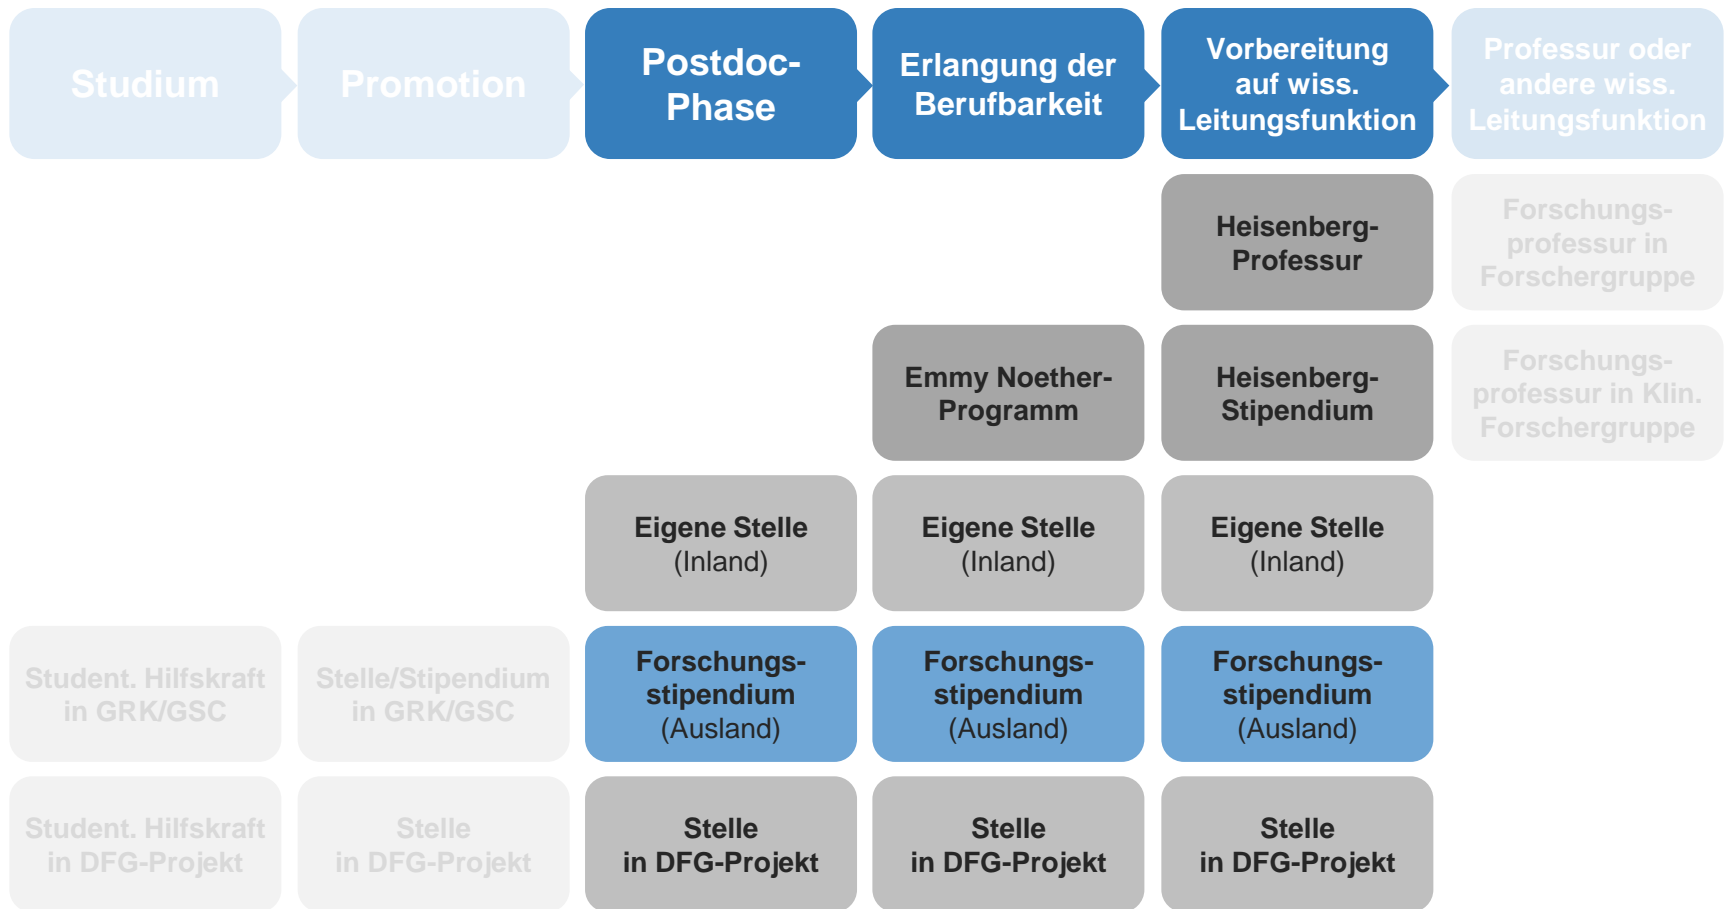 Studium
Promotion
Postdoc-
Phase
Erlangung der
Berufbarkeit
Vorbereitung
auf wiss.
Leitungsfunktion
Professur oder
andere wiss.
Leitungsfunktion
Heisenberg-
Professur
Forschungs-
professur in
Forschergruppe
Emmy Noether-
Programm
Heisenberg-
Stipendium
Forschungs-
professur in Klin.
Forschergruppe
Eigene Stelle
(Inland)
Eigene Stelle
(Inland)
Eigene Stelle
(Inland)
Student. Hilfskraft
in GRK/GSC
Stelle/Stipendium
in GRK/GSC
Forschungs-
stipendium
(Ausland)
Forschungs-
stipendium
(Ausland)
Forschungs-
stipendium
(Ausland)
Student. Hilfskraft
in DFG-Projekt
Stelle
in DFG-Projekt
Stelle
in DFG-Projekt
Stelle
in DFG-Projekt
Stelle
in DFG-Projekt